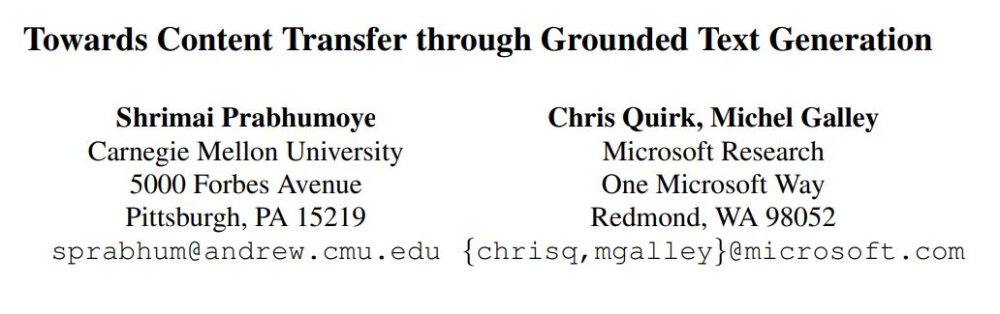 Towards Content Transfer through Grounded Text Generation
Shrimai Prabhumoye
Carnegie Mellon University
5000 Forbes Avenue
Pittsburgh, PA 15219
sprabhum@andrew.cmu.edu
Chris Quirk, Michel Galley
Microsoft Research
One Microsoft Way
Redmond, WA 98052
{chrisq,mgalley}@microsoft.com